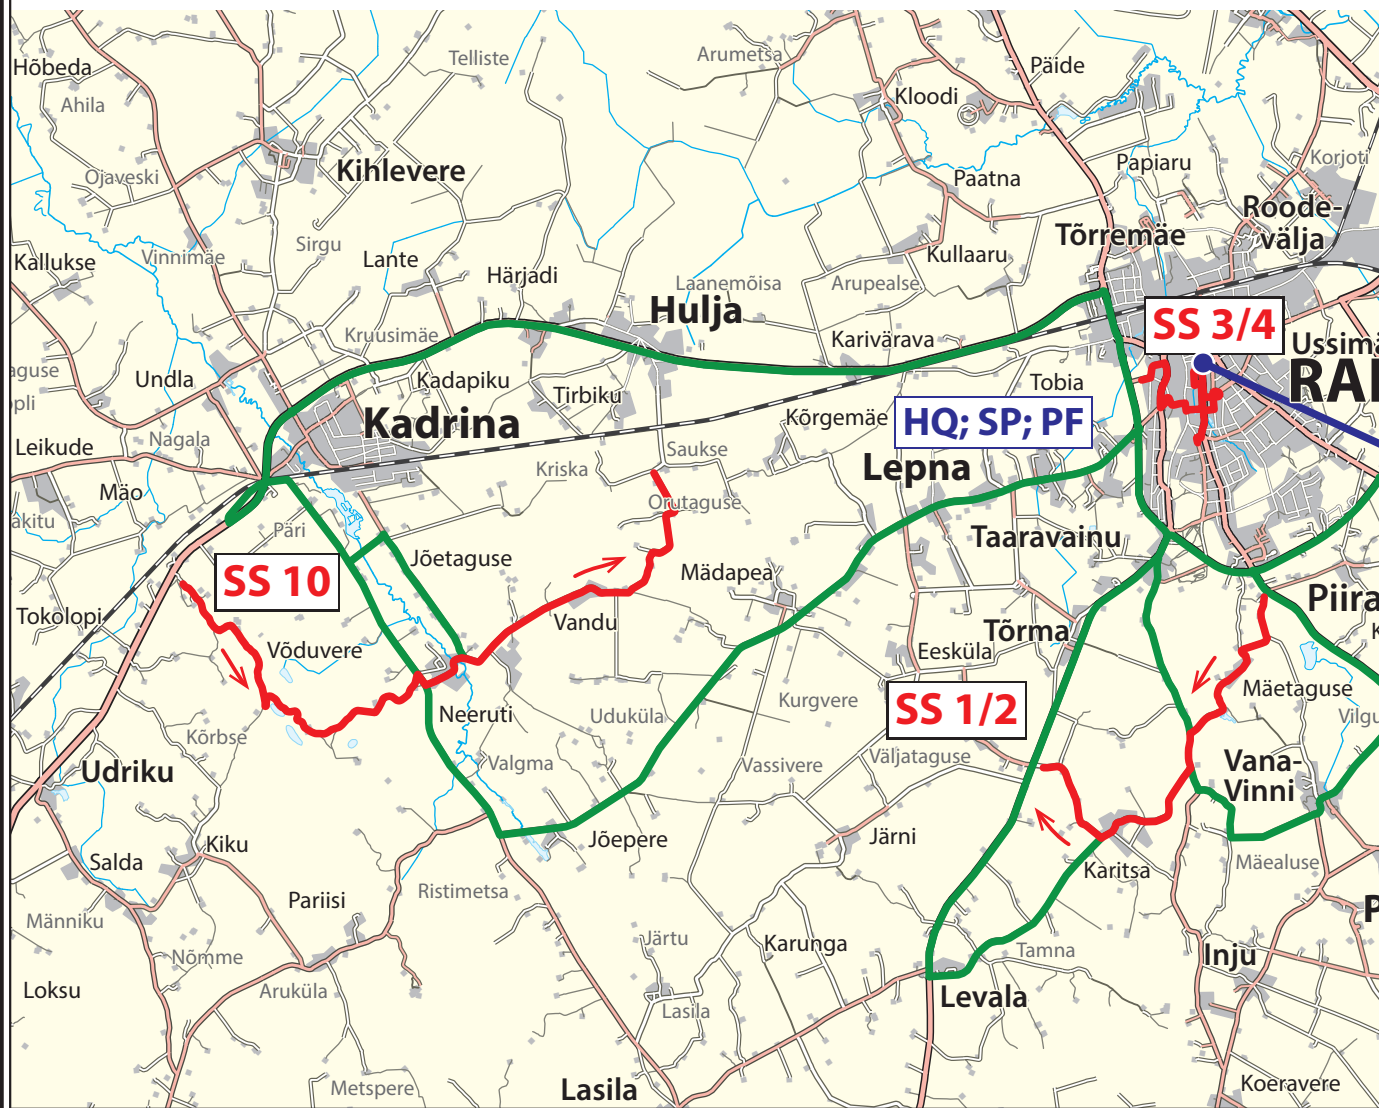 Hõbeda
Ahila
Telliste
Arumetsa
Päide
Kloodi
Ojaveski
Kihlevere
Paatna
Papiaru
Korjoti
Roode-
välja
Tõrremäe
Kallukse
Vinnimäe
Sirgu
Lante
Härjadi
Laanemõisa
Arupealse
Kullaaru
Hulja
SS 3/4
Kruusimäe
Karivärava
Ussimä
RA
aguse
opli
Undla
Kadapiku
Tirbiku
Tobia
Kadrina
Kõrgemäe
HQ; SP; PF
Leikude
Nagala
Saukse
Kriska
Lepna
Mäo
äkitu
Päri
Orutaguse
Taaravainu
SS 10
Jõetaguse
Mädapea
Tokolopi
Vandu
Tõrma
Piira
K
Võduvere
Eesküla
Mäetaguse
Kõrbse
Neeruti
Uduküla
Kurgvere
SS 1/2
Vilgu
Udriku
Valgma
Vassivere
Väljataguse
Vana-
Vinni
Jõepere
Järni
Kiku
Salda
Karitsa
Mäealuse
Ristimetsa
Pariisi
Männiku
P
Järtu
Karunga
Tamna
Inju
Nõmme
Loksu
Aruküla
Lasila
Levala
Metspere
Lasila
Koeravere